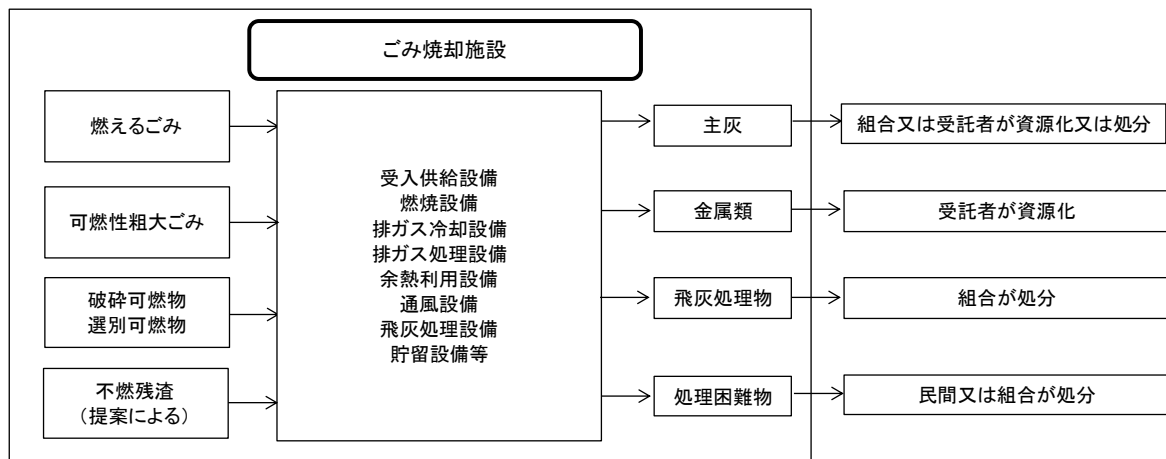 ごみ焼却施設
燃えるごみ
可燃性粗大ごみ
破砕可燃物
選別可燃物
不燃残渣
（提案による）
受入供給設備
燃焼設備
排ガス冷却設備
排ガス処理設備
余熱利用設備
通風設備
飛灰処理設備
貯留設備等
主灰
金属類
飛灰処理物
処理困難物
組合又は受託者が資源化又は処分
受託者が資源化
組合が処分
民間又は組合が処分